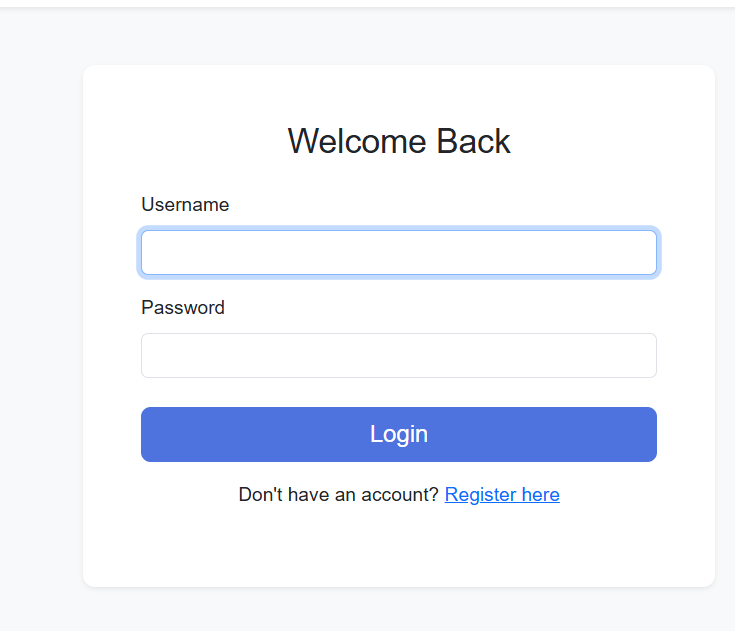 Welcome Back
Username
Password
Login
Don't have an account? Register here